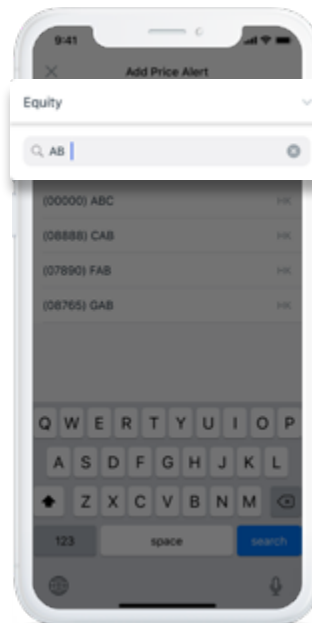 9:41
Add Price Alert
Equity
AB
(00000) ABC HK
(08888) CAB HK
(07890) FAB HK
(08765) GAB HK
Q W E R T Y U I O P
A S D F G H J K L
Z X C V B N M
123 space search